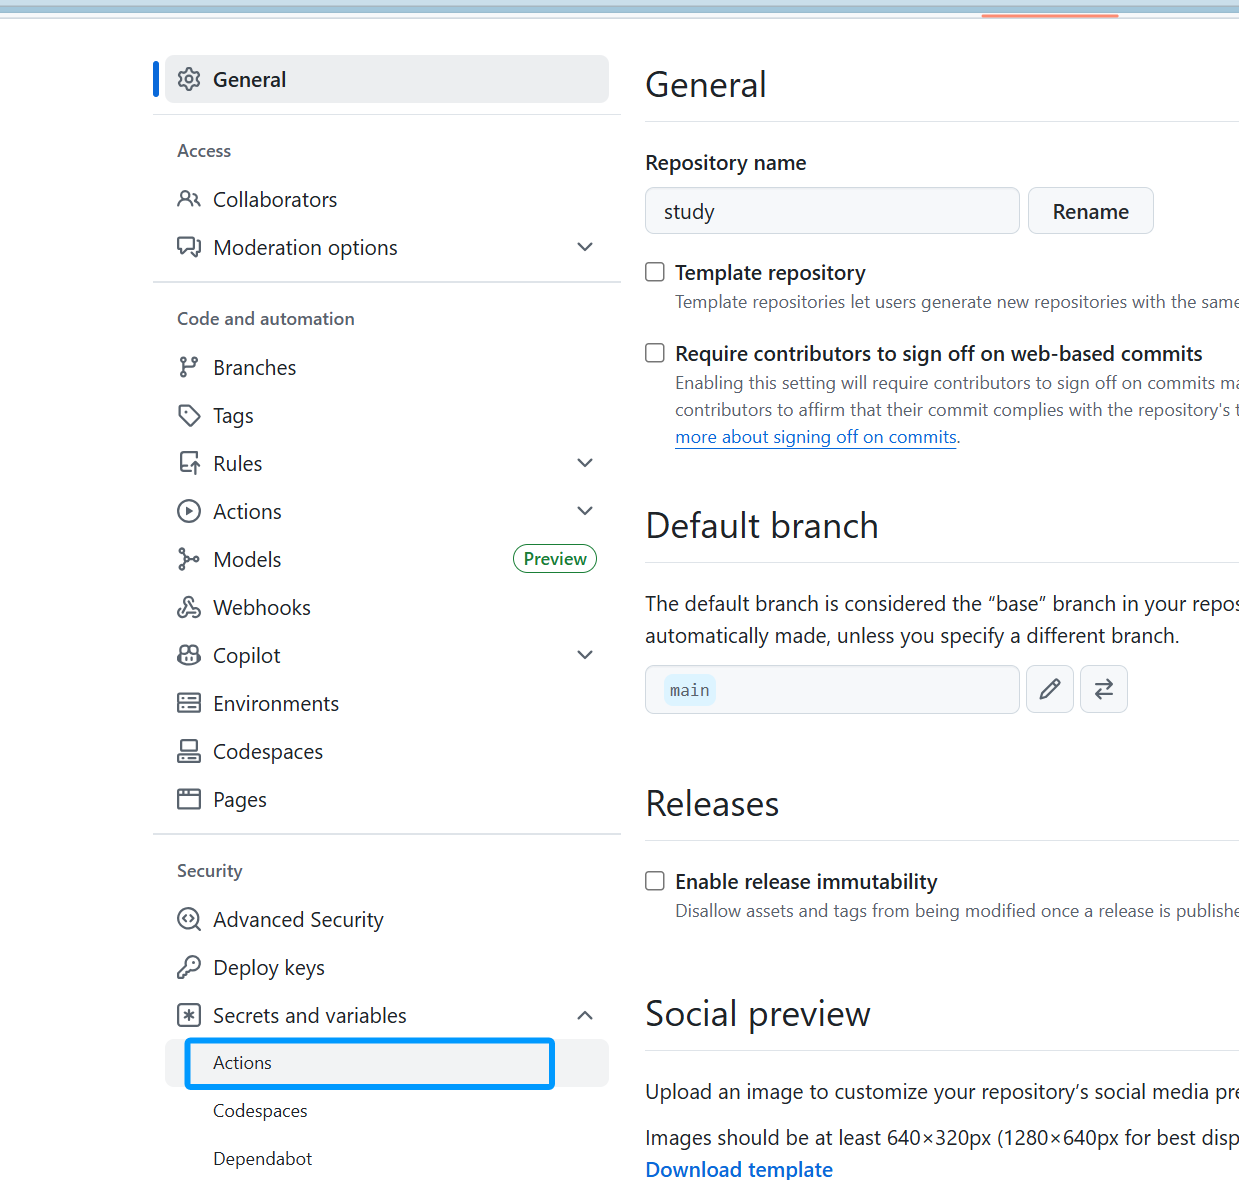 General
Access
Collaborators
Moderation options
Code and automation
Branches
Tags
Rules
Actions
Models
Preview
Webhooks
Copilot
Environments
Codespaces
Pages
Security
Advanced Security
Deploy keys
Secrets and variables
Actions
Codespaces
Dependabot
General
Repository name
study
Rename
Template repository
Template repositories let users generate new repositories with the same
Require contributors to sign off on web-based commits
Enabling this setting will require contributors to sign off on commits
contributors to affirm that their commit complies with the repository's
more about signing off on commits.
Default branch
The default branch is considered the “base” branch in your
automatically made, unless you specify a different branch.
main
Releases
Enable release immutability
Disallow assets and tags from being modified once a release is
Social preview
Upload an image to customize your repository’s social media
Images should be at least 640×320px (1280×640px for best
Download template